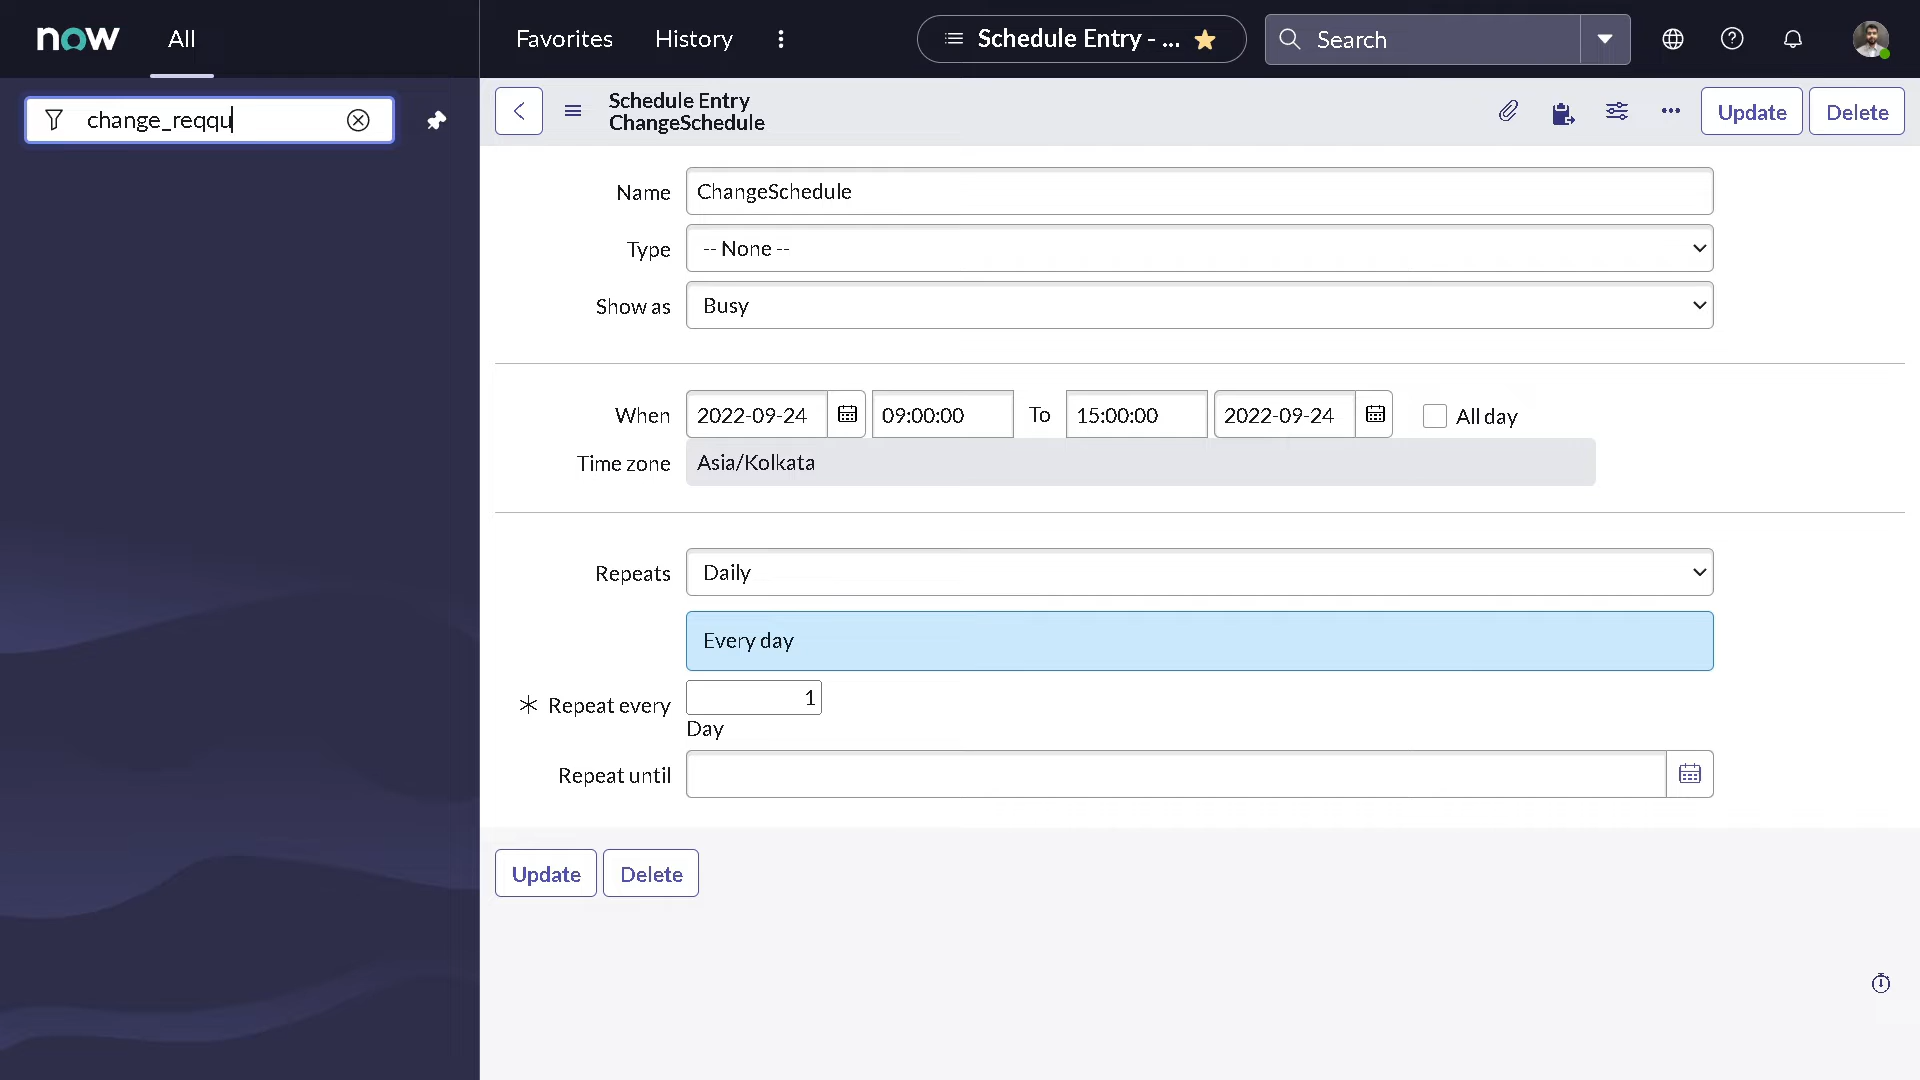 now
All
Favorites
History
Schedule Entry - ...
Search
change_reqqu
Schedule Entry
ChangeSchedule
Update
Delete
Name
ChangeSchedule
Type
-- None --
Show as
Busy
When
2022-09-24
09:00:00
To
15:00:00
2022-09-24
All day
Time zone
Asia/Kolkata
Repeats
Daily
Every day
Repeat every
1
Day
Repeat until
Update
Delete